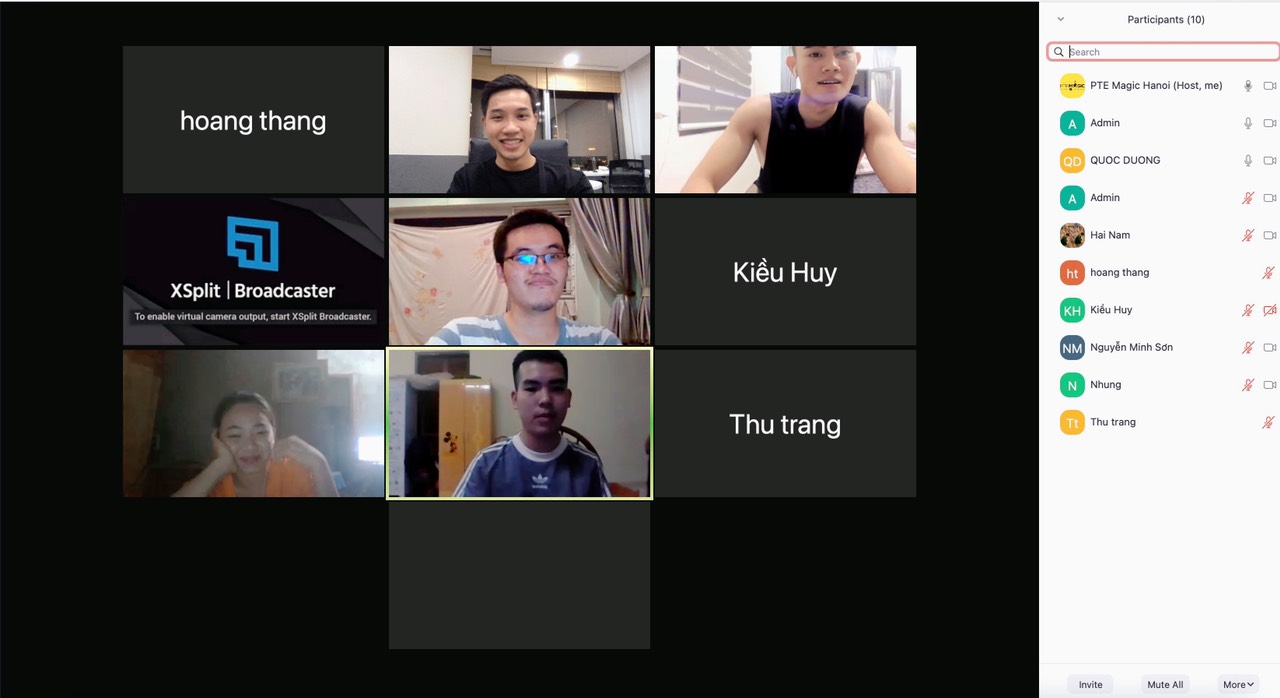 hoang thang
XSplit | Broadcaster
To enable virtual camera output, start XSplit Broadcaster.
Kiều Huy
Thu trang
Participants (10)
Search
PTE Magic Hanoi (Host, me)
A
Admin
QD
QUOC DUONG
A
Admin
Hai Nam
ht
hoang thang
KH
Kiều Huy
NM
Nguyễn Minh Sơn
N
Nhung
Tt
Thu trang
Invite
Mute All
More